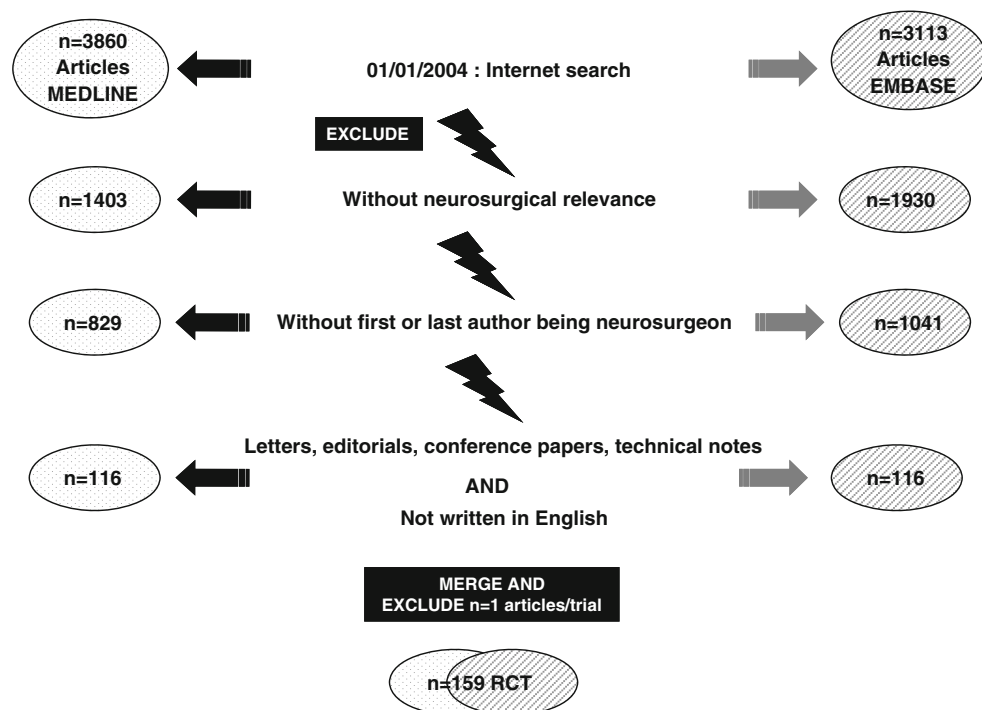 n=3860
Articles
MEDLINE
01/01/2004 : Internet search
n=3113
Articles
EMBASE
EXCLUDE
n=1403
Without neurosurgical relevance
n=1930
n=829
Without first or last author being neurosurgeon
n=1041
Letters, editorials, conference papers, technical notes
n=116
AND
n=116
Not written in English
MERGE AND
EXCLUDE n=1 articles/trial
n=159 RCT